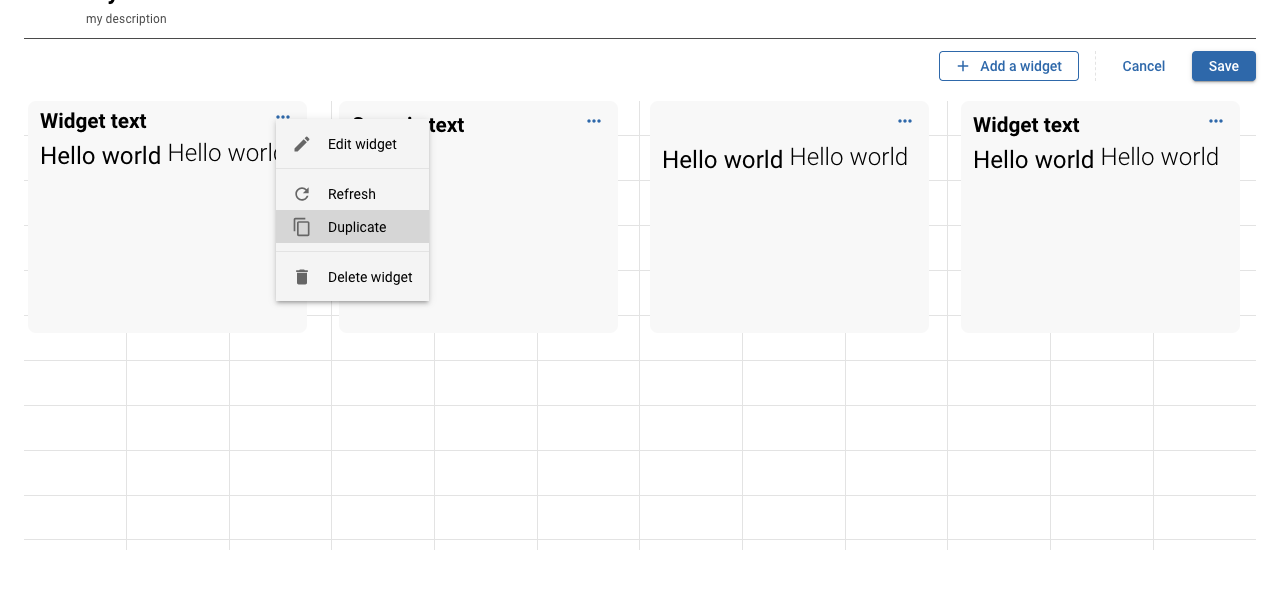 my description
Add a widget
Cancel
Save
Widget text
text
Widget text
Hello world Hello world
Hello world Hello world
Hello world Hello world
Edit widget
Refresh
Duplicate
Delete widget